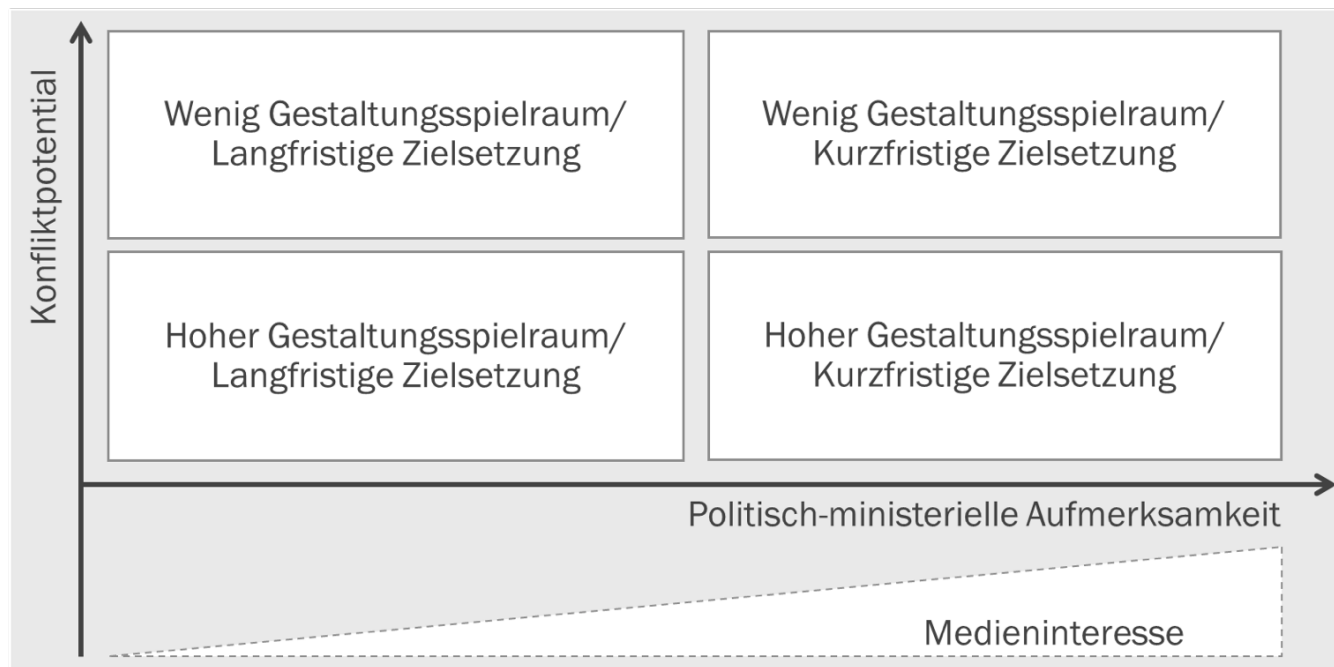 Konfliktpotential
Wenig Gestaltungsspielraum/
Langfristige Zielsetzung
Wenig Gestaltungsspielraum/
Kurzfristige Zielsetzung
Hoher Gestaltungsspielraum/
Langfristige Zielsetzung
Hoher Gestaltungsspielraum/
Kurzfristige Zielsetzung
Politisch-ministerielle Aufmerksamkeit
Medieninteresse